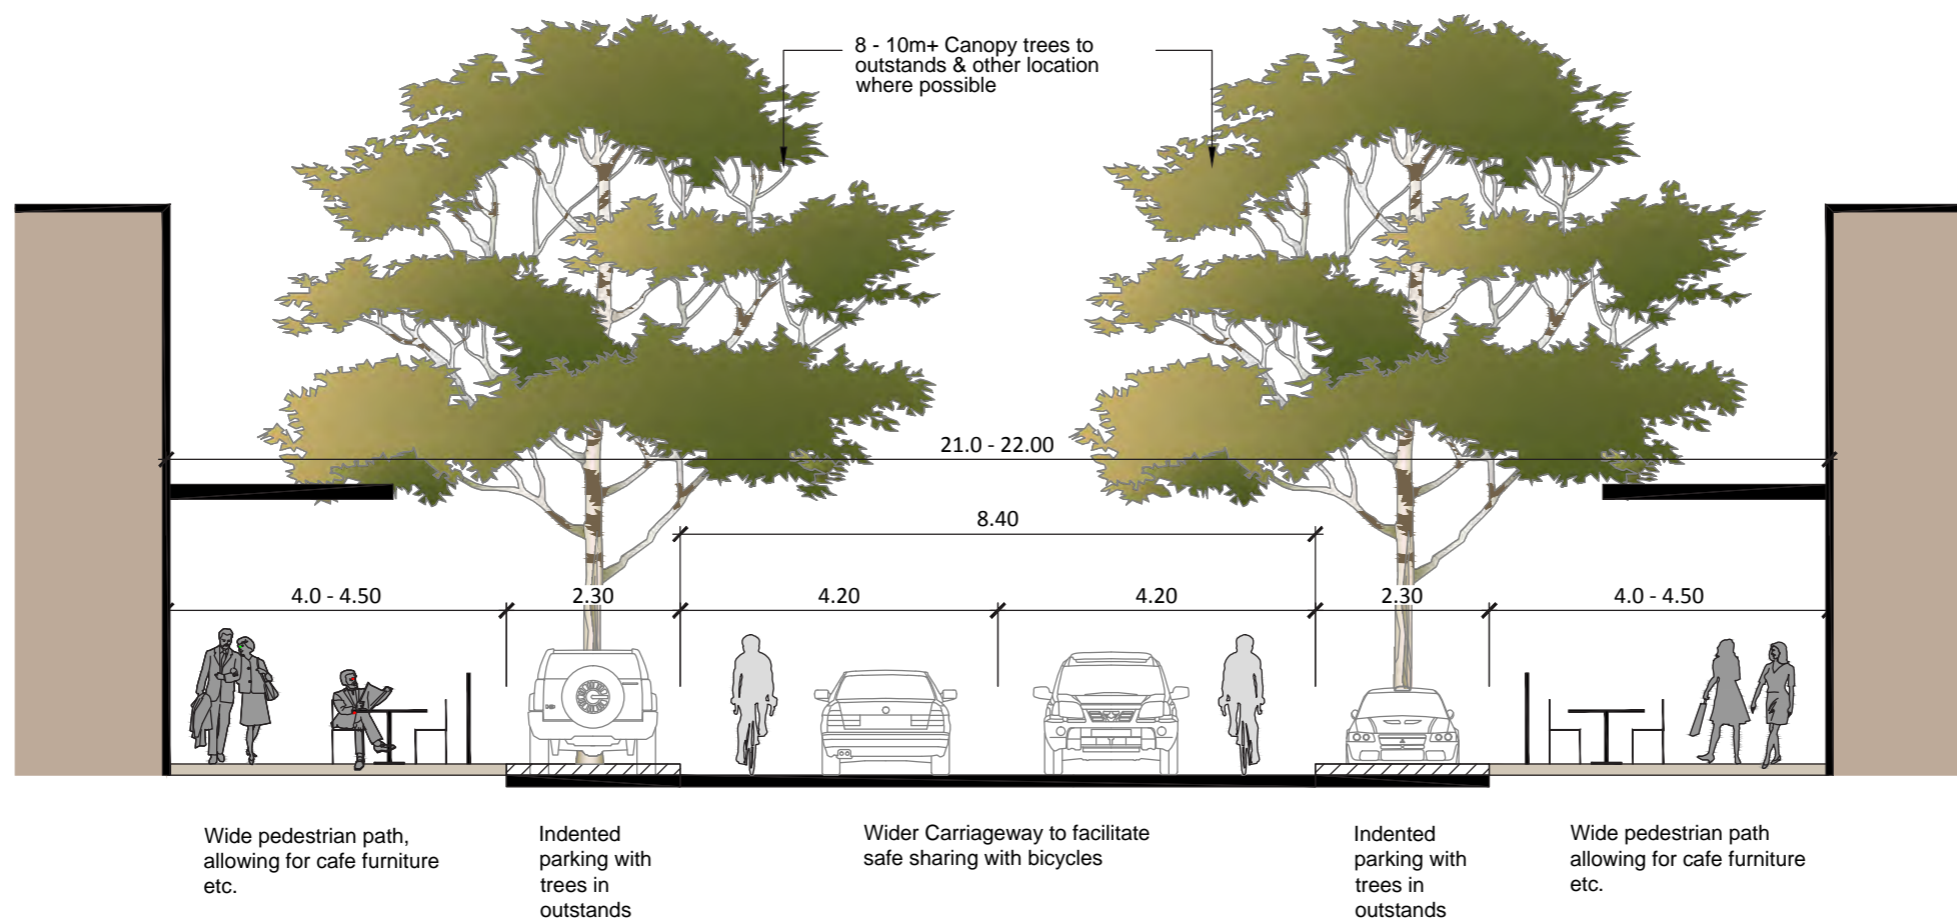 8 - 10m+ Canopy trees to
outstands & other location
where possible
21.0 - 22.00
8.40
4.0 - 4.50
2.30
4.20
4.20
2.30
4.0 - 4.50
Wide pedestrian path,
allowing for cafe furniture
etc.
Indented
parking with
trees in
outstands
Wider Carriageway to facilitate
safe sharing with bicycles
Indented
parking with
trees in
outstands
Wide pedestrian path
allowing for cafe furniture
etc.